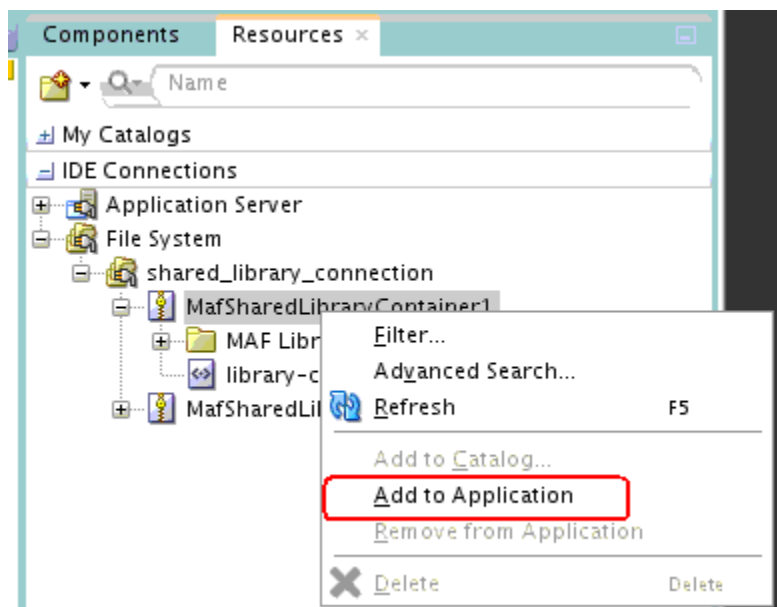 Components Resources ×
Name
My Catalogs
IDE Connections
Application Server
File System
shared_library_connection
MafSharedLibraryContainer1
Filter...
MAF Libr
Advanced Search...
library-c
Refresh F5
MafSharedLil
Add to Catalog...
Add to Application
Remove from Application
Delete Delete